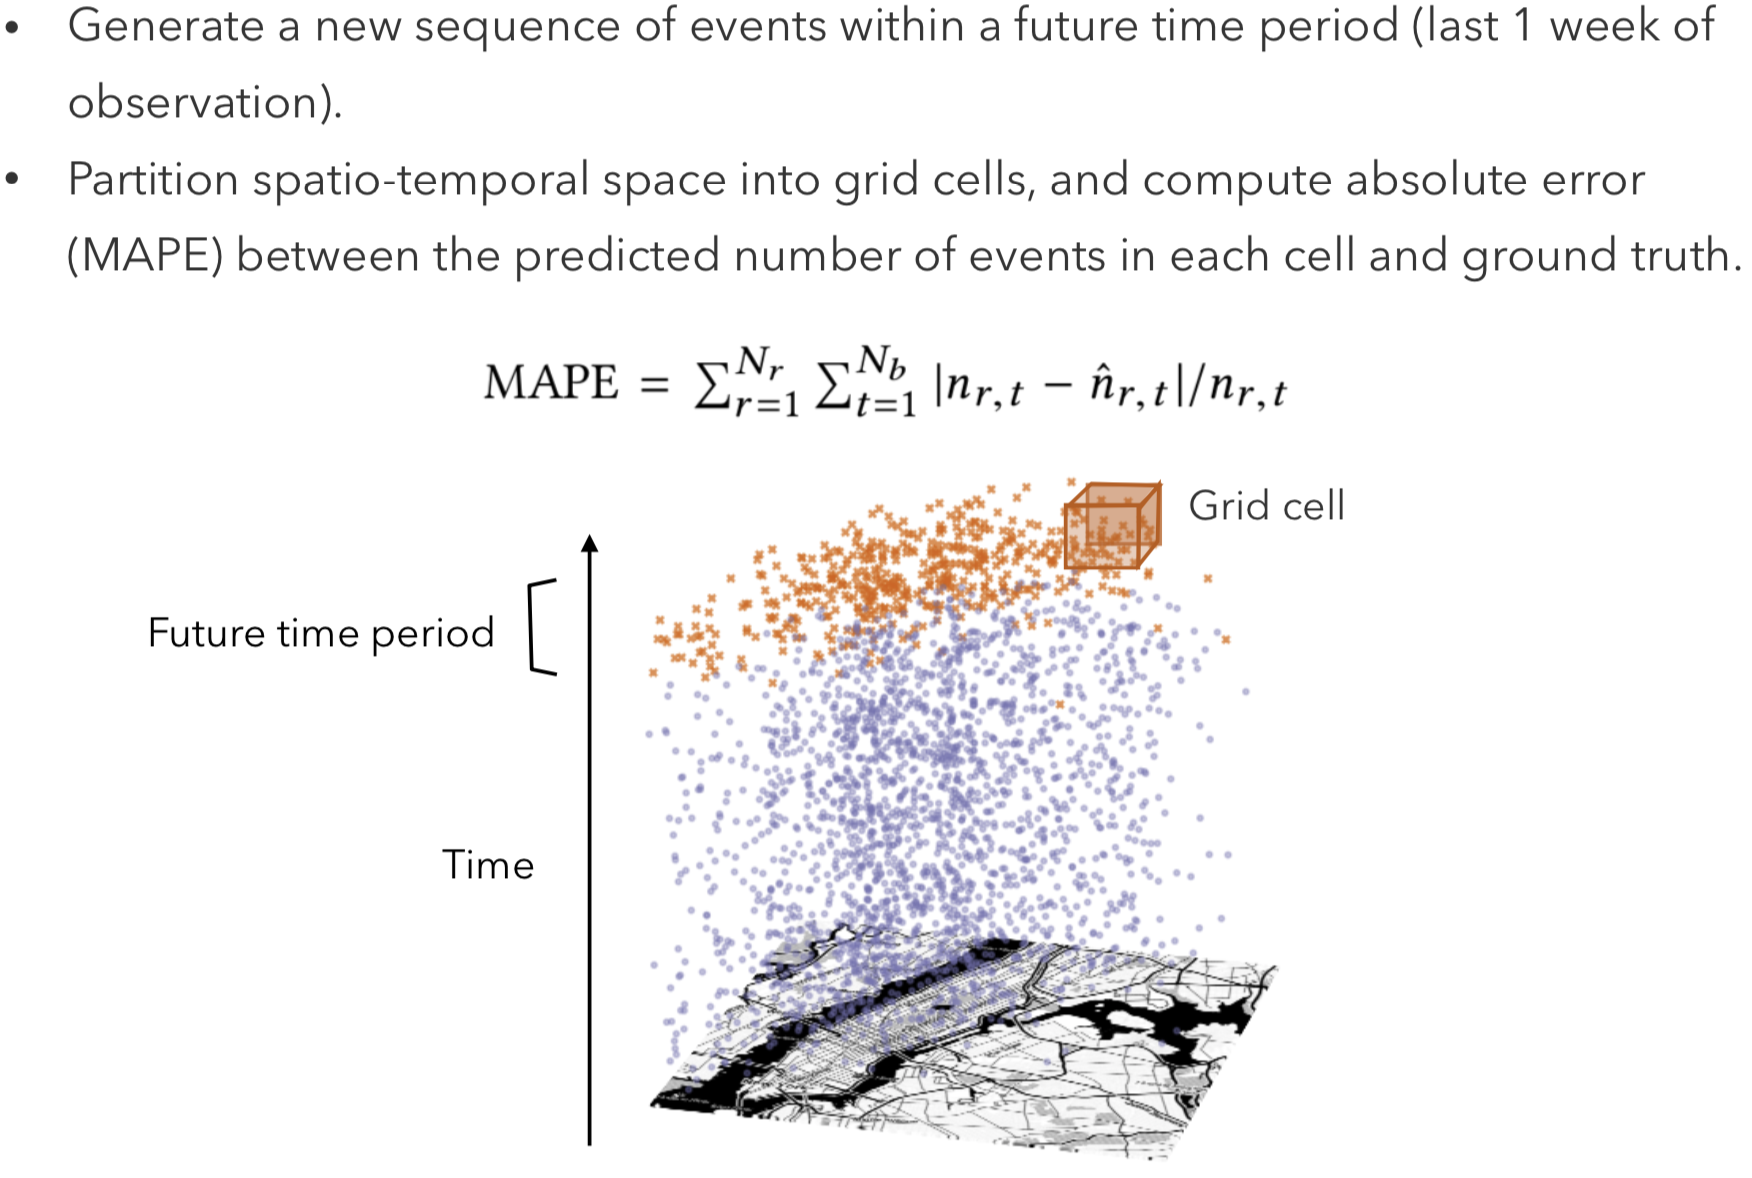 • Generate a new sequence of events within a future time period (last 1 week of
observation).
• Partition spatio-temporal space into grid cells, and compute absolute error
(MAPE) between the predicted number of events in each cell and ground truth.
MAPE = ∑_{r=1}^{N_r} ∑_{t=1}^{N_b} |n_{r,t} − n̂_{r,t}|/n_{r,t}
Grid cell
Future time period
Time